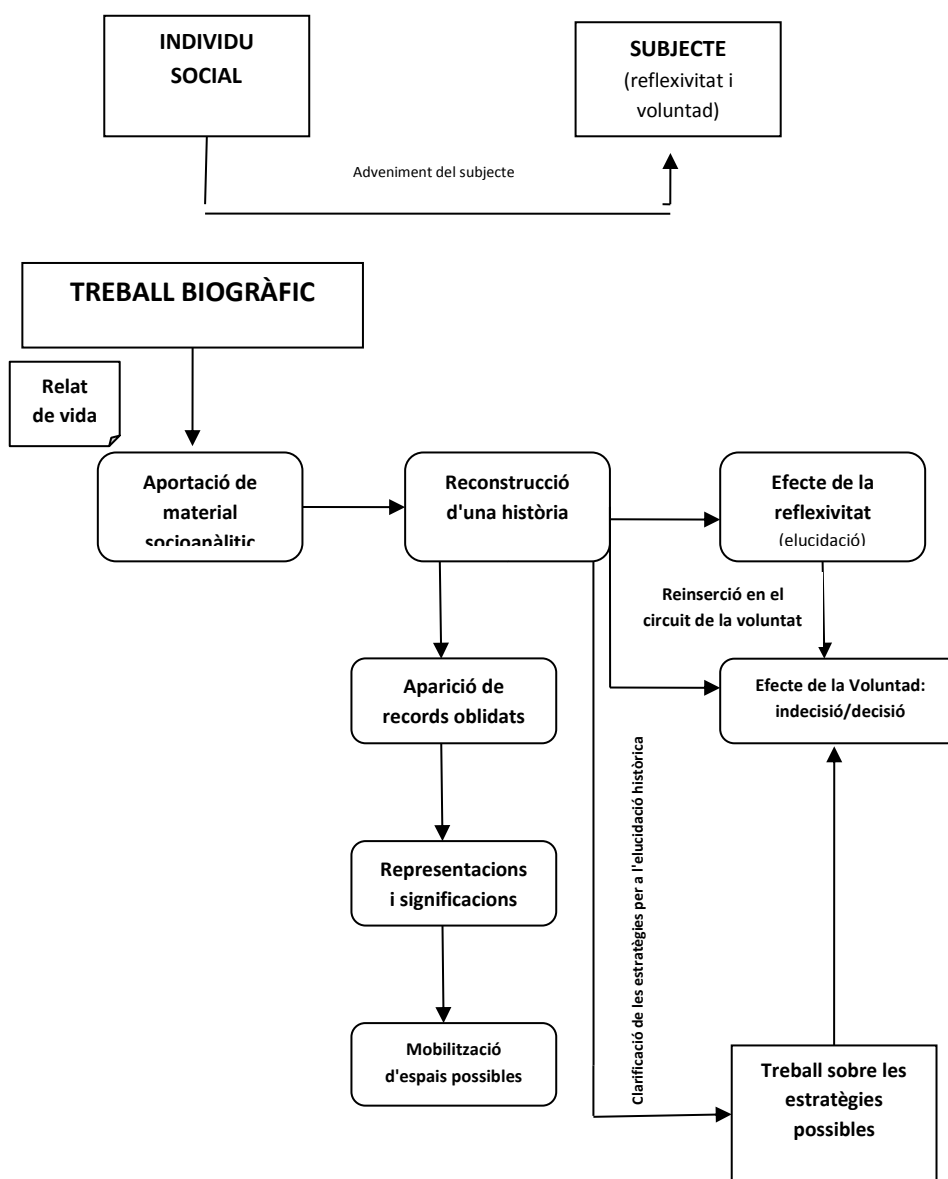 INDIVIDU
SOCIAL
SUBJECTE
(reflexivitat i
voluntad)
Adveniment del subjecte
TREBALL BIOGRÀFIC
Relat
de vida
Aportació de
material
socioanàlitic
Reconstrucció
d'una història
Efecte de la
reflexivitat
(elucidació)
Reinserció en el
circuit de la voluntat
Aparició de
records oblidats
Efecte de la Voluntad:
indecisió/decisió
Representacions
i significacions
Clarificació de les estratègies per a l'elucidació històrica
Mobilització
d'espais possibles
Treball sobre les
estratègies
possibles